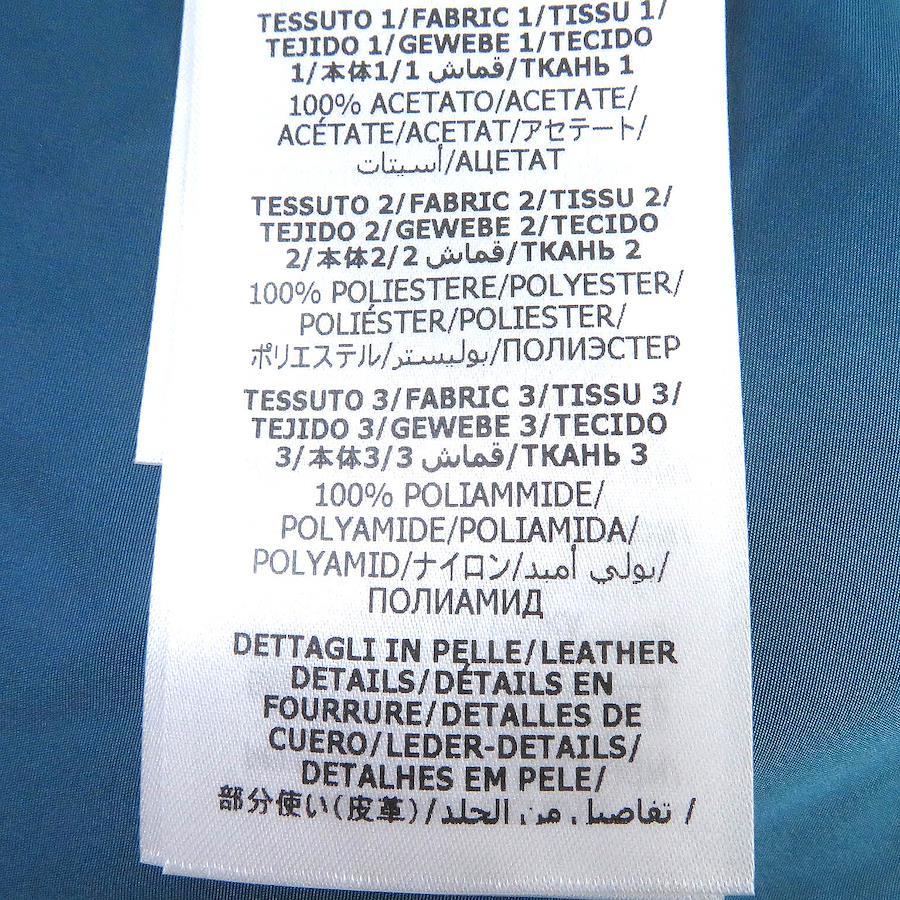 TESSUTO 1/FABRIC 1/TISSU 1/
TEJIDO 1/GEWEBE 1/TECIDO
1/本体1/1 قماش/ТКАНЬ 1
100% ACETATO/ACETATE/
ACÉTATE/ACETAT/アセテート/
أسيتات/АЦЕТАТ
TESSUTO 2/FABRIC 2/TISSU 2/
TEJIDO 2/GEWEBE 2/TECIDO
2/本体2/2 قماش/ТКАНЬ 2
100% POLIESTERE/POLYESTER/
POLIÉSTER/POLIESTER/
ポリエステル/بوليستر/ПОЛИЭСТЕР
TESSUTO 3/FABRIC 3/TISSU 3/
TEJIDO 3/GEWEBE 3/TECIDO
3/本体3/3 قماش/ТКАНЬ 3
100% POLIAMMIDE/
POLYAMIDE/POLIAMIDA/
POLYAMID/ナイロン/بولي أميد/
ПОЛИАМИД
DETTAGLI IN PELLE/LEATHER
DETAILS/DÉTAILS EN
FOURRURE/DETALLES DE
CUERO/LEDER-DETAILS/
DETALHES EM PELE/
部分使い(皮革)/تفاصيل من الجلد /